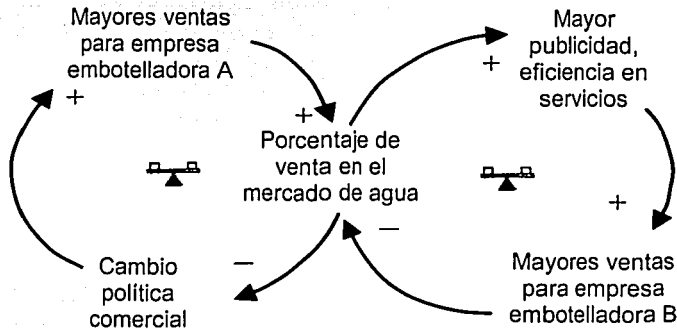 Mayores ventas
para empresa
embotelladora A
+
Mayor
publicidad,
eficiencia en
servicios
+
+
Porcentaje de
venta en el
mercado de agua
+
—
—
Cambio
política
comercial
Mayores ventas
para empresa
embotelladora B